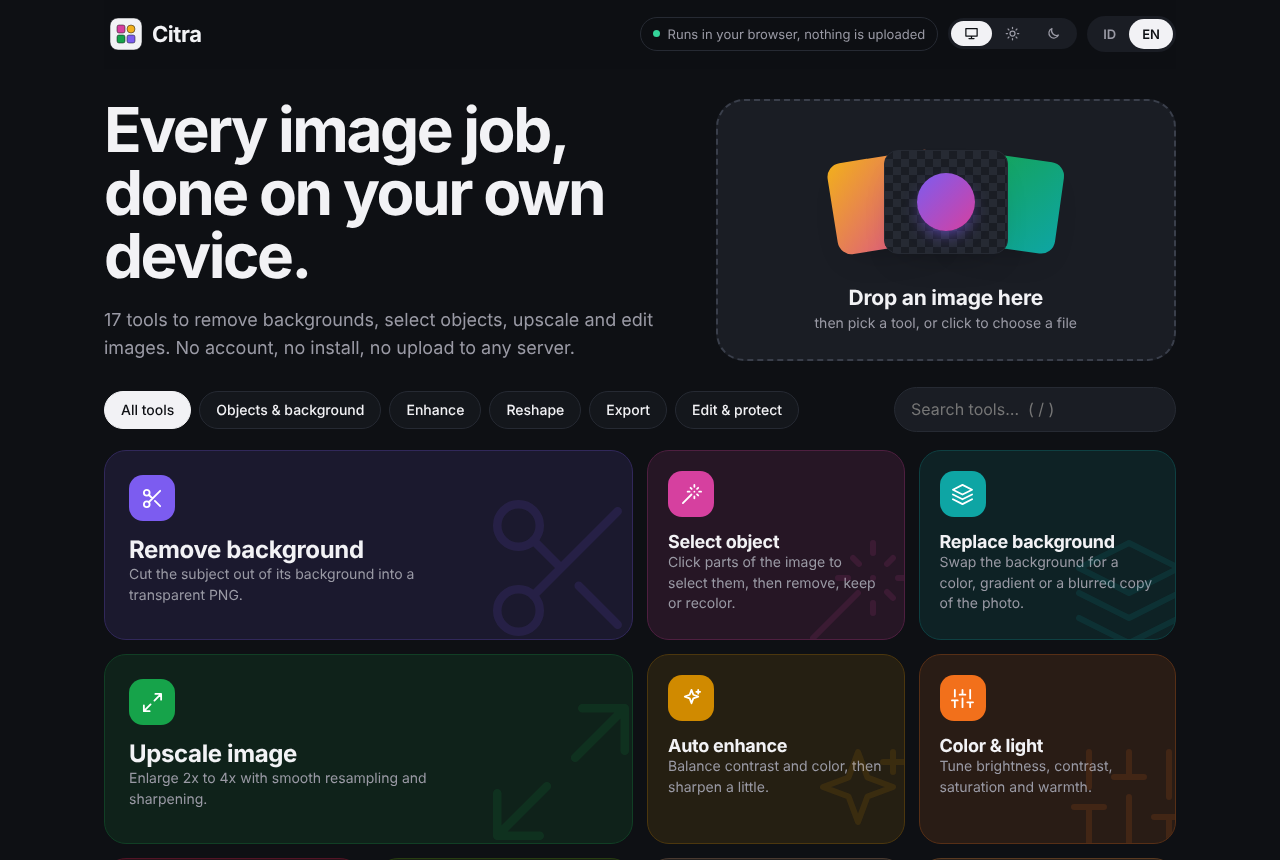 Citra
Runs in your browser, nothing is uploaded
ID
EN
Every image job,
done on your own
device.
17 tools to remove backgrounds, select objects, upscale and edit
images. No account, no install, no upload to any server.
Drop an image here
then pick a tool, or click to choose a file
All tools
Objects & background
Enhance
Reshape
Export
Edit & protect
Search tools... ( / )
Remove background
Cut the subject out of its background into a
transparent PNG.
Select object
Click parts of the image to
select them, then remove, keep
or recolor.
Replace background
Swap the background for a
color, gradient or a blurred copy
of the photo.
Upscale image
Enlarge 2x to 4x with smooth resampling and
sharpening.
Auto enhance
Balance contrast and color, then
sharpen a little.
Color & light
Tune brightness, contrast,
saturation and warmth.